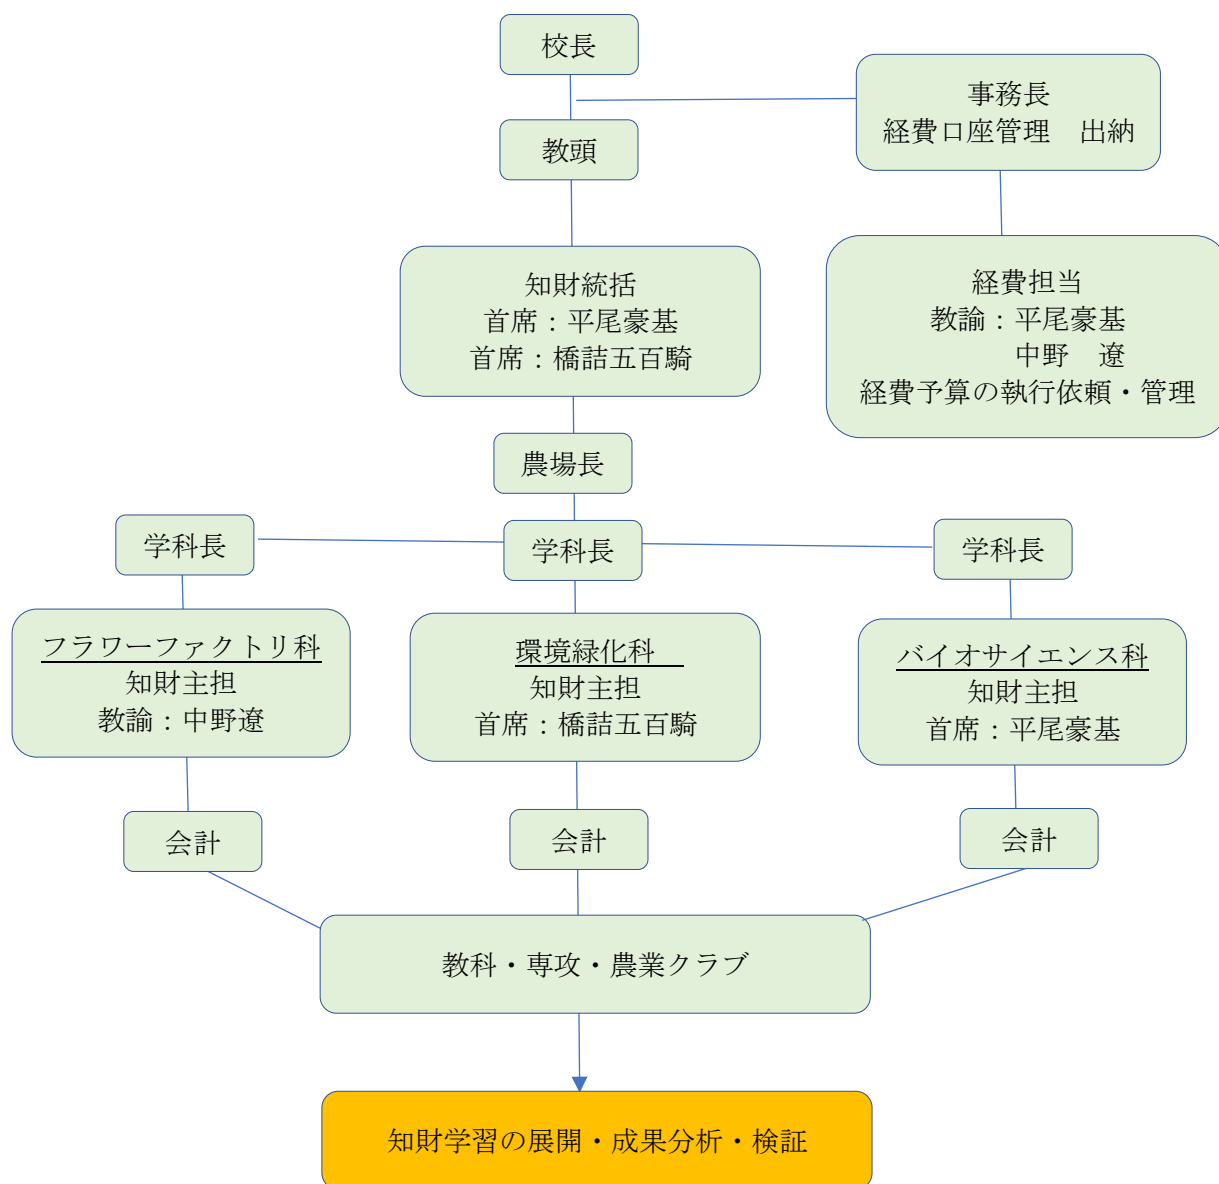 校長
事務長
経費口座管理　出納
教頭
知財統括
首席：平尾豪基
首席：橋詰五百騎
経費担当
教諭：平尾豪基
中野　遼
経費予算の執行依頼・管理
農場長
学科長
学科長
学科長
フラワーファクトリ科
知財主担
教諭：中野遼
環境緑化科
知財主担
首席：橋詰五百騎
バイオサイエンス科
知財主担
首席：平尾豪基
会計
会計
会計
教科・専攻・農業クラブ
知財学習の展開・成果分析・検証